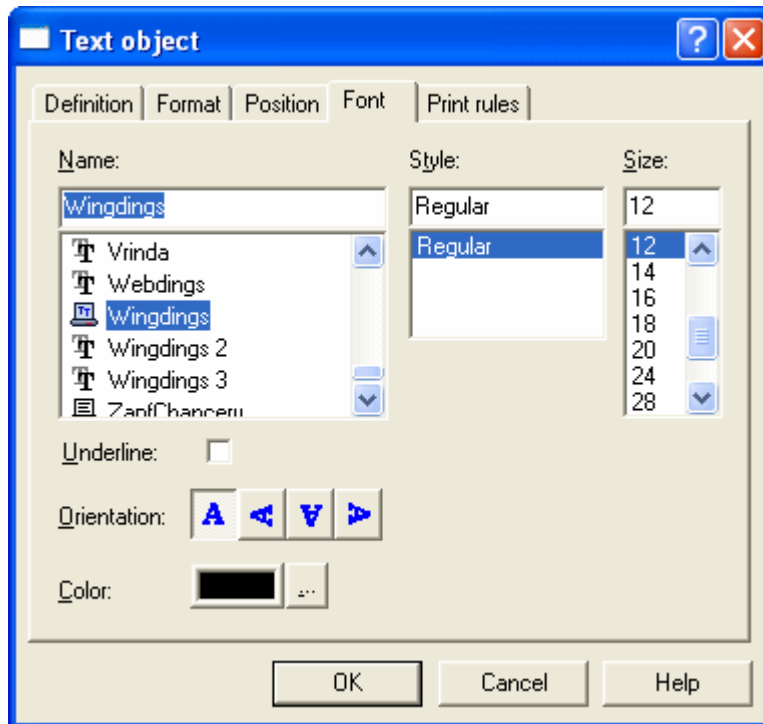 Text object
Definition Format Position Font Print rules
Name: Style: Size:
Wingdings Regular 12
Vrinda Regular 12
Webdings 14
Wingdings 16
Wingdings 2 18
Wingdings 3 20
ZapfChancery 24
28
Underline:
Orientation: A A A A
Color: ...
OK Cancel Help